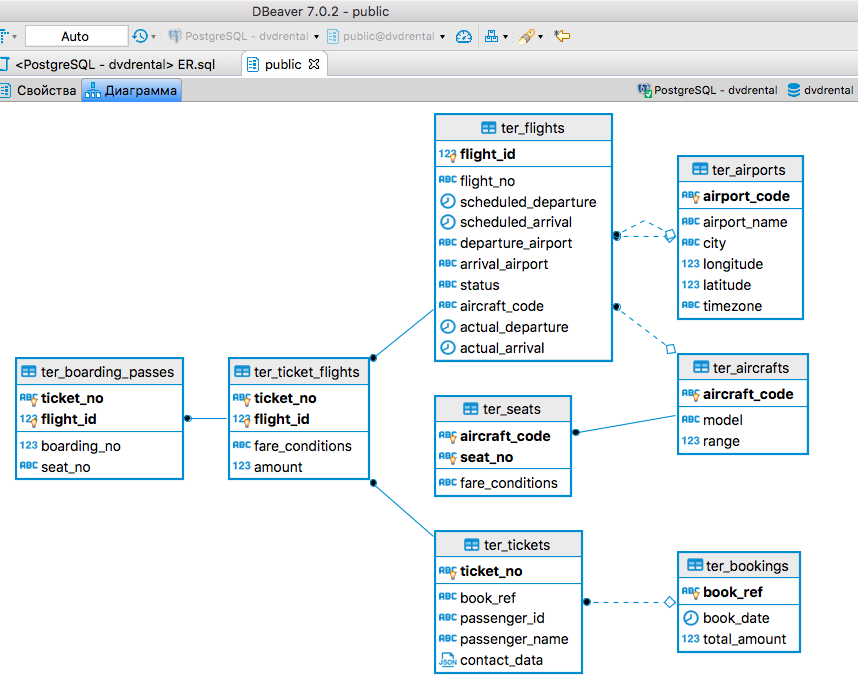 DBeaver 7.0.2 - public
Auto
PostgreSQL - dvdrental
public@dvdrental
<PostgreSQL - dvdrental> ER.sql
public
Свойства
Диаграмма
PostgreSQL - dvdrental
dvdrental
ter_flights
123 flight_id
ABC flight_no
scheduled_departure
scheduled_arrival
ABC departure_airport
ABC arrival_airport
ABC status
ABC aircraft_code
actual_departure
actual_arrival
ter_airports
ABC airport_code
ABC airport_name
ABC city
123 longitude
123 latitude
ABC timezone
ter_boarding_passes
ABC ticket_no
123 flight_id
123 boarding_no
ABC seat_no
ter_ticket_flights
ABC ticket_no
123 flight_id
ABC fare_conditions
123 amount
ter_seats
ABC aircraft_code
ABC seat_no
ABC fare_conditions
ter_aircrafts
ABC aircraft_code
ABC model
123 range
ter_tickets
ABC ticket_no
ABC book_ref
ABC passenger_id
ABC passenger_name
JSON contact_data
ter_bookings
ABC book_ref
book_date
123 total_amount